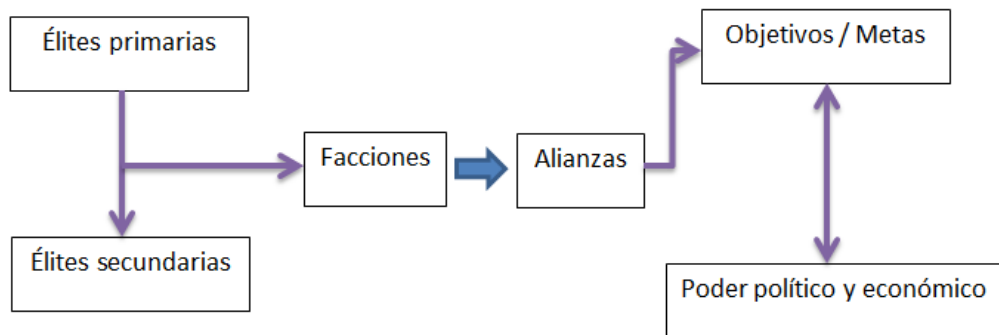 Élites primarias
Objetivos / Metas
Facciones
Alianzas
Élites secundarias
Poder político y económico